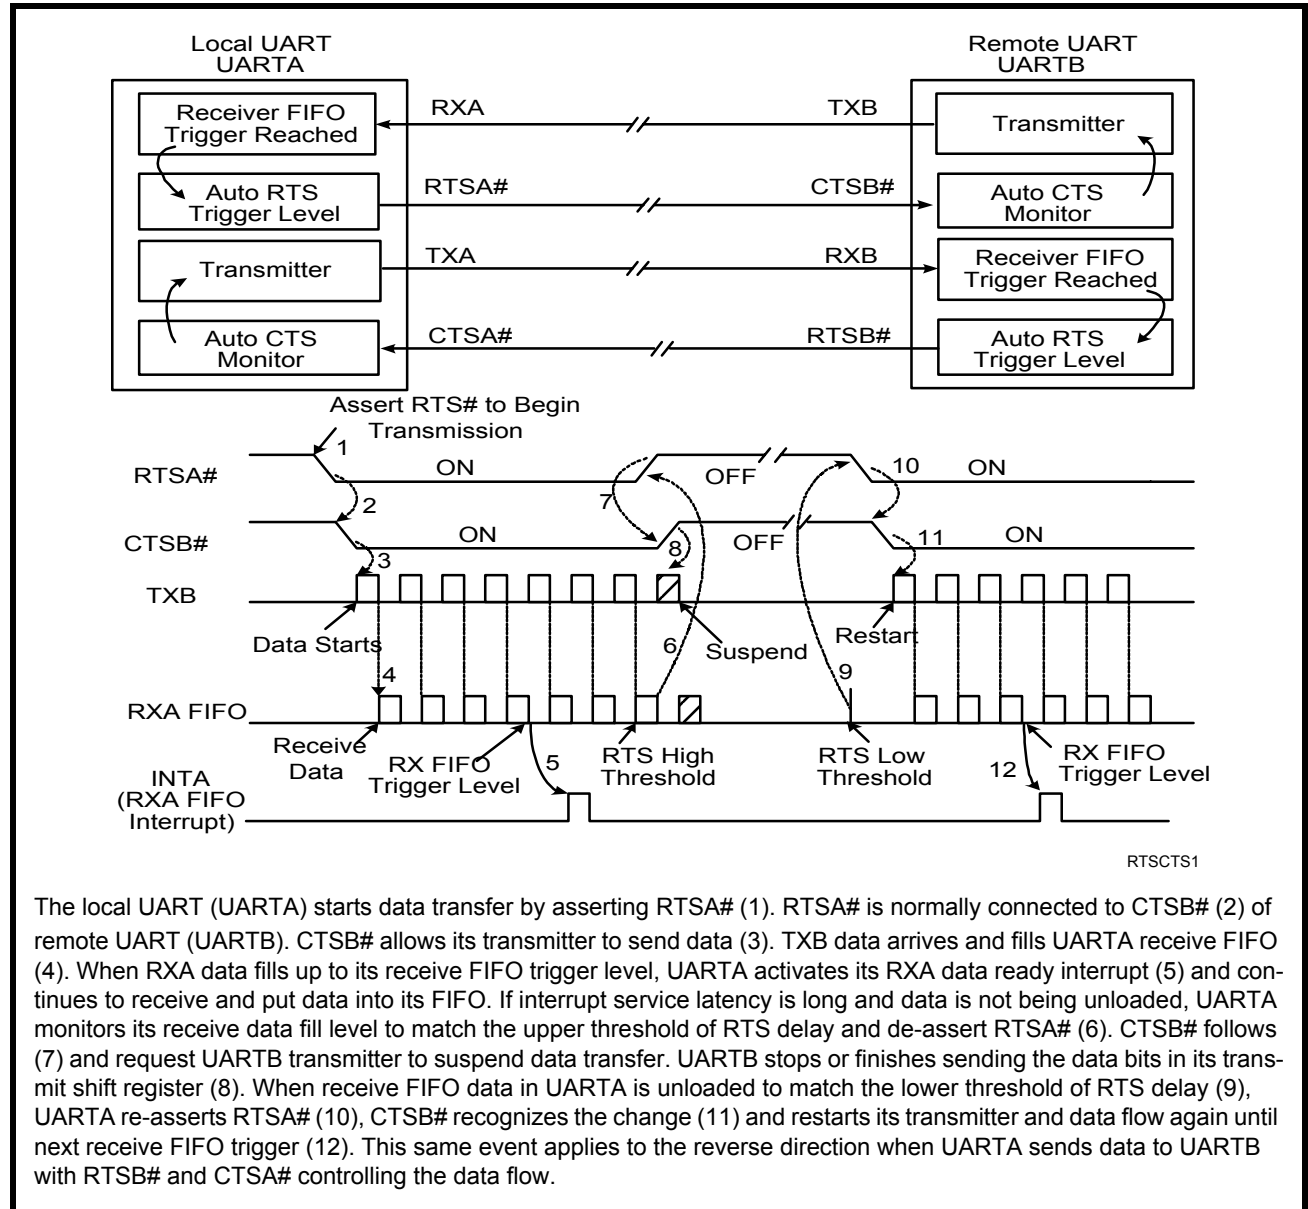 Local UART
UARTA
Remote UART
UARTB
Receiver FIFO
Trigger Reached
RXA
TXB
Transmitter
Auto RTS
Trigger Level
RTSA#
CTSB#
Auto CTS
Monitor
Transmitter
TXA
RXB
Receiver FIFO
Trigger Reached
Auto CTS
Monitor
CTSA#
RTSB#
Auto RTS
Trigger Level
Assert RTS# to Begin
Transmission
1
RTSA#
ON
7
OFF
10
ON
2
CTSB#
ON
8
OFF
11
ON
3
TXB
Data Starts
6
Suspend
Restart
4
9
RXA FIFO
Receive
Data
RX FIFO
Trigger Level
5
RTS High
Threshold
RTS Low
Threshold
12
RX FIFO
Trigger Level
INTA
(RXA FIFO
Interrupt)
RTSCTS1
The local UART (UARTA) starts data transfer by asserting RTSA# (1). RTSA# is normally connected to CTSB# (2) of
remote UART (UARTB). CTSB# allows its transmitter to send data (3). TXB data arrives and fills UARTA receive FIFO
(4). When RXA data fills up to its receive FIFO trigger level, UARTA activates its RXA data ready interrupt (5) and con-
tinues to receive and put data into its FIFO. If interrupt service latency is long and data is not being unloaded, UARTA
monitors its receive data fill level to match the upper threshold of RTS delay and de-assert RTSA# (6). CTSB# follows
(7) and request UARTB transmitter to suspend data transfer. UARTB stops or finishes sending the data bits in its trans-
mit shift register (8). When receive FIFO data in UARTA is unloaded to match the lower threshold of RTS delay (9),
UARTA re-asserts RTSA# (10), CTSB# recognizes the change (11) and restarts its transmitter and data flow again until
next receive FIFO trigger (12). This same event applies to the reverse direction when UARTA sends data to UARTB
with RTSB# and CTSA# controlling the data flow.